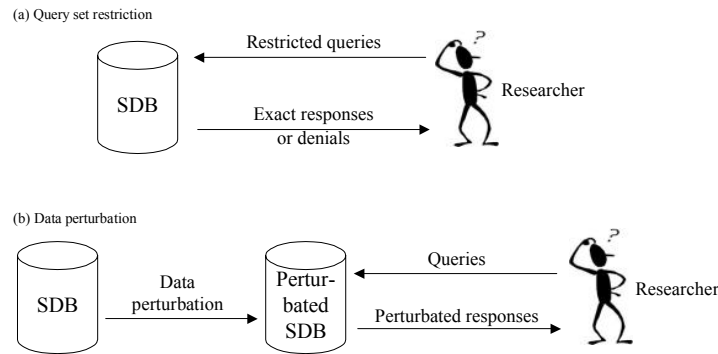 (a) Query set restriction
Restricted queries
?
SDB
Researcher
Exact responses
or denials
(b) Data perturbation
?
SDB
Data
perturbation
Pertur-
bated
SDB
Queries
Researcher
Perturbated responses